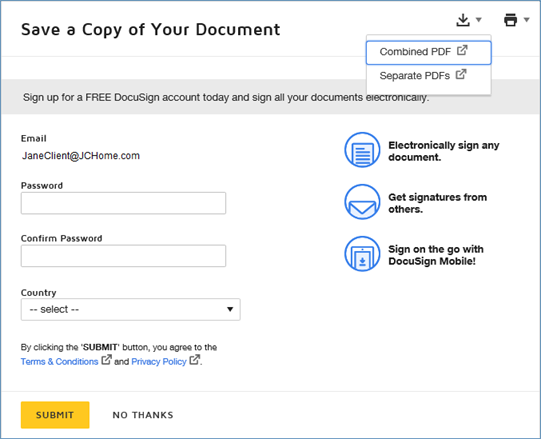 Save a Copy of Your Document
Combined PDF
Separate PDFs
Sign up for a FREE DocuSign account today and sign all your documents electronically.
Email
JaneClient@JCHome.com
Password
Confirm Password
Country
-- select --
By clicking the 'SUBMIT' button, you agree to the
Terms & Conditions and Privacy Policy.
Electronically sign any
document.
Get signatures from
others.
Sign on the go with
DocuSign Mobile!
SUBMIT
NO THANKS